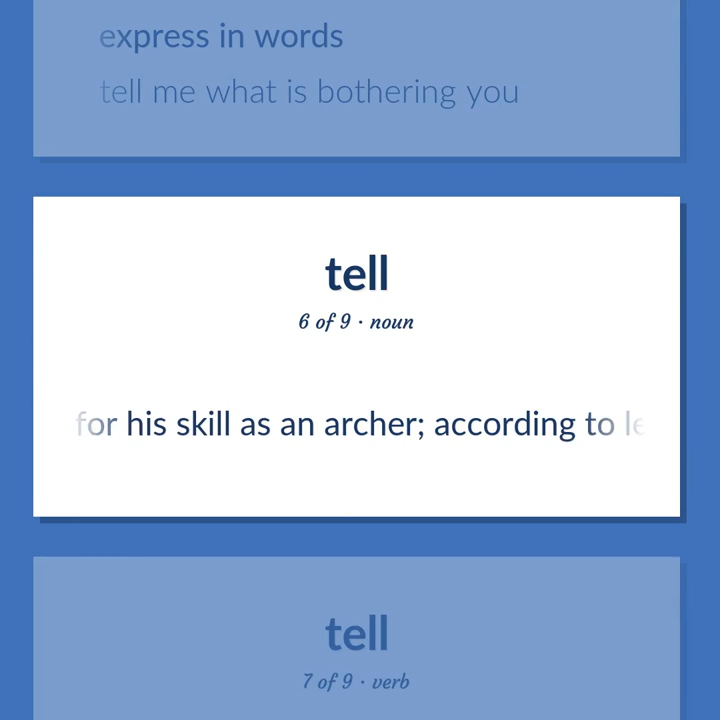 express in words
tell me what is bothering you
tell
6 of 9 · noun
for his skill as an archer; according to
tell
7 of 9 · verb